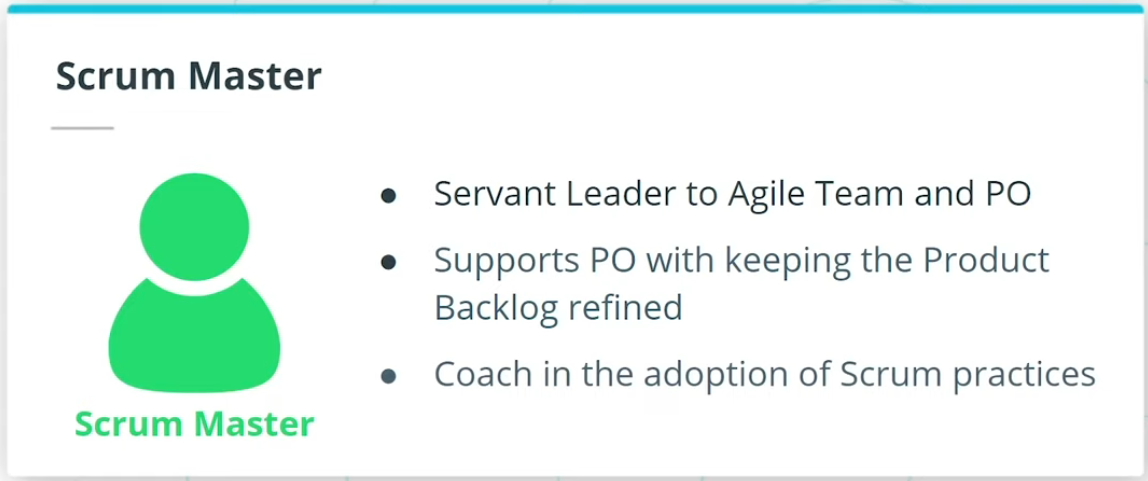 Scrum Master
● Servant Leader to Agile Team and PO
● Supports PO with keeping the Product
Backlog refined
● Coach in the adoption of Scrum practices
Scrum Master